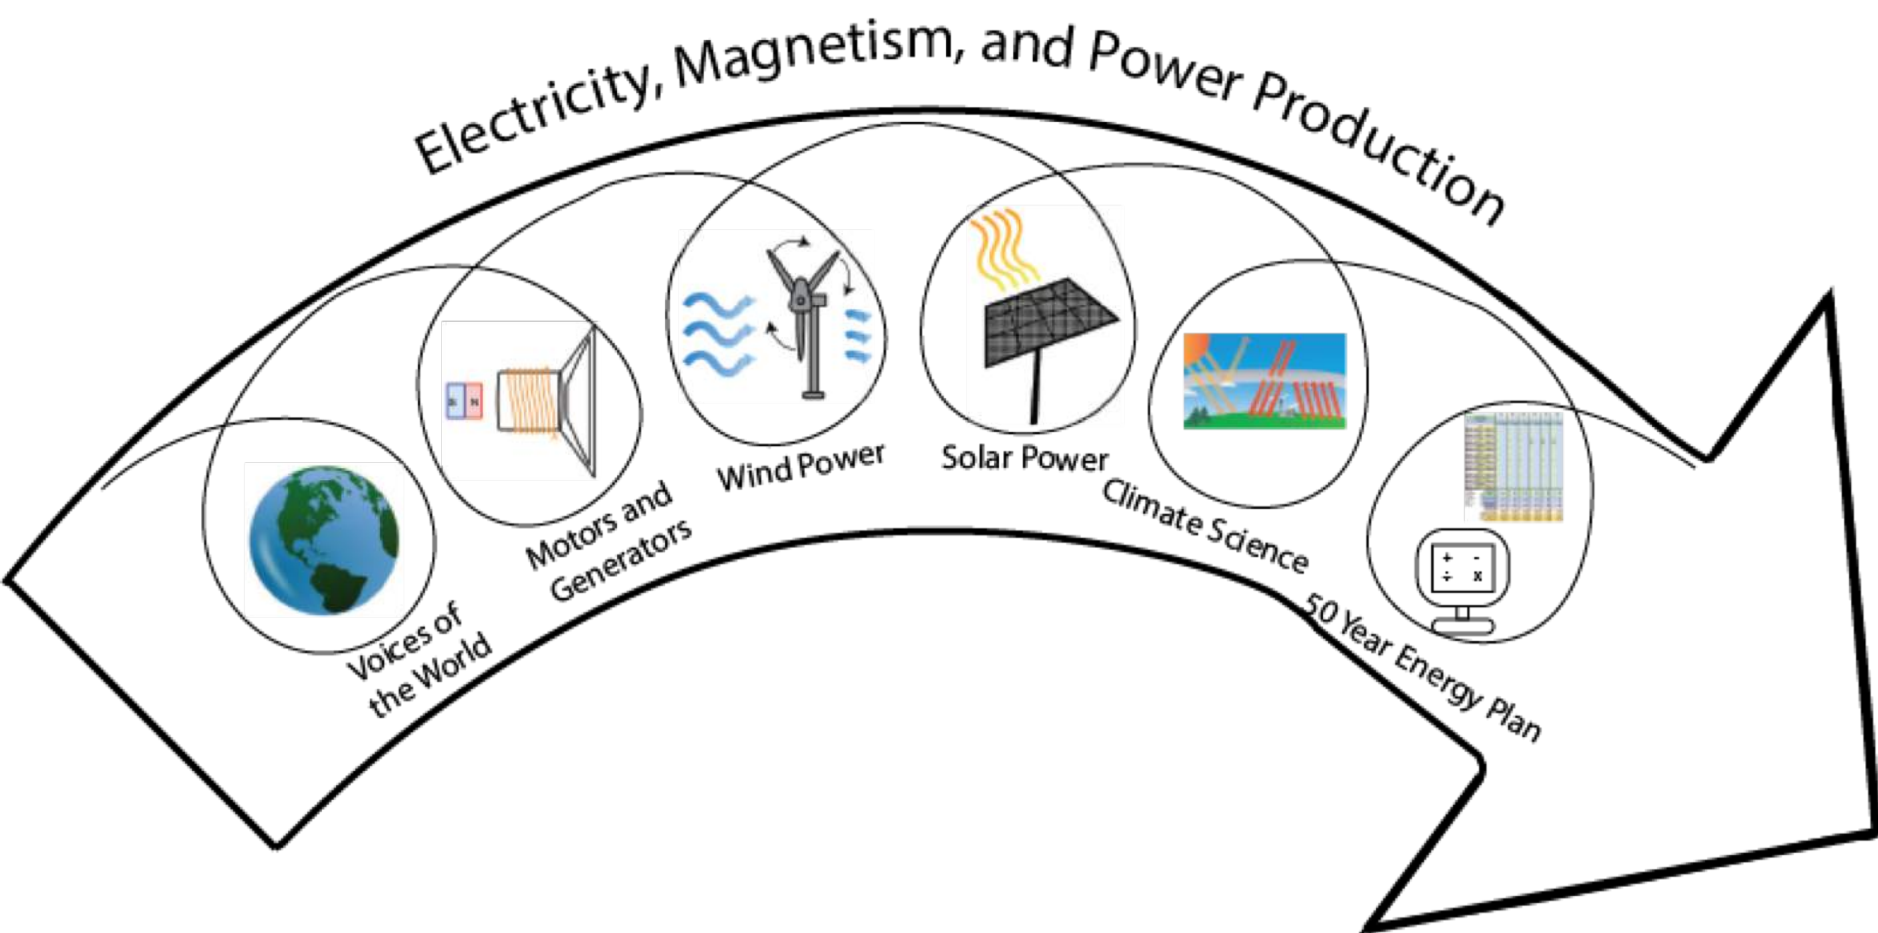 Electricity, Magnetism, and Power Production
Voices of
the World
Motors and
Generators
N
Wind Power
Solar Power
Climate Science
50 Year Energy Plan
+ -
÷ x